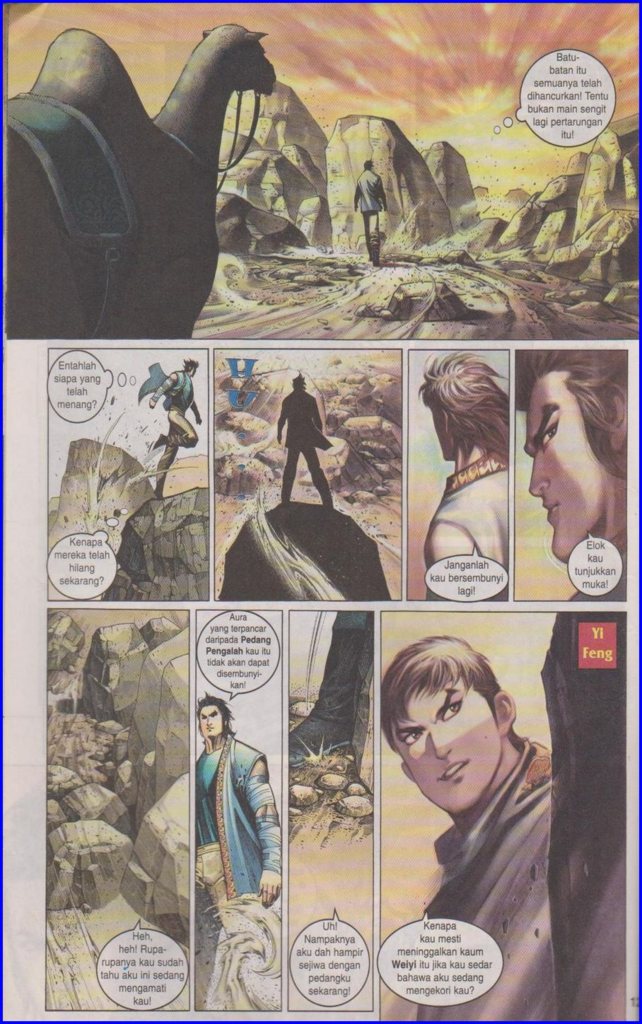 Batu-
batan itu
semuanya telah
dihancurkan! Tentu
bukan main sengit
lagi pertarungan
itu!
Entahlah
siapa yang
telah
menang?
Kenapa
mereka telah
hilang
sekarang?
HU...
Janganlah
kau bersembunyi
lagi!
Elok
kau
tunjukkan
muka!
Heh,
heh! Rupa-
rupanya kau sudah
tahu aku ini sedang
mengamati
kau!
Aura
yang terpancar
daripada Pedang
Pengalah kau itu
tidak akan dapat
disembunyi-
kan!
Uh!
Nampaknya
aku dah hampir
sejiwa dengan
pedangku
sekarang!
Yi
Feng
Kenapa
kau mesti
meninggalkan kaum
Weiyi itu jika kau sedar
bahawa aku sedang
mengekori kau?